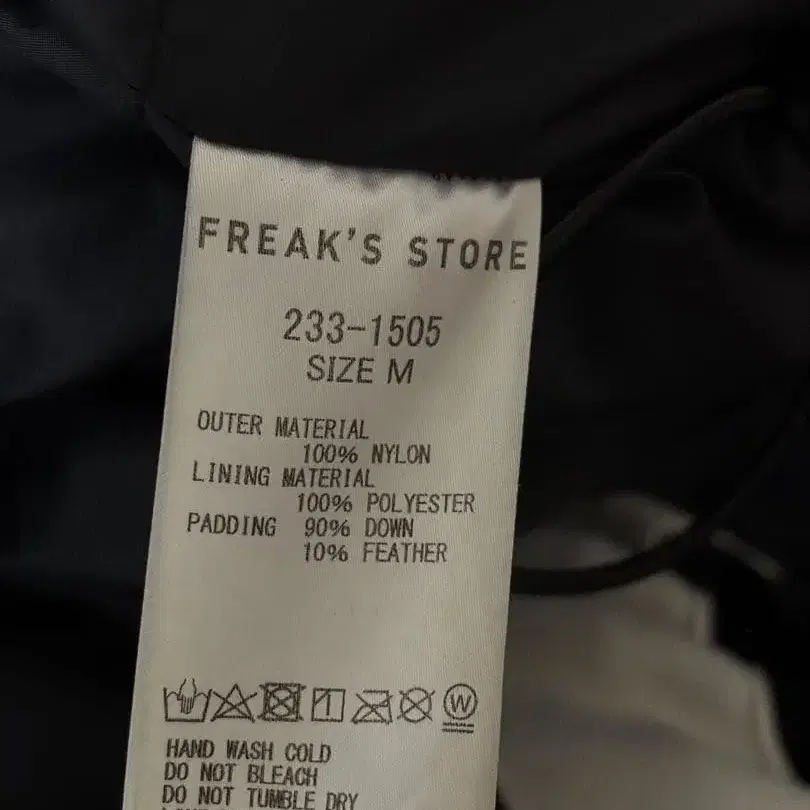 FREAK'S STORE
233-1505
SIZE M
OUTER MATERIAL
100% NYLON
LINING MATERIAL
100% POLYESTER
PADDING 90% DOWN
10% FEATHER
W
HAND WASH COLD
DO NOT BLEACH
DO NOT TUMBLE DRY